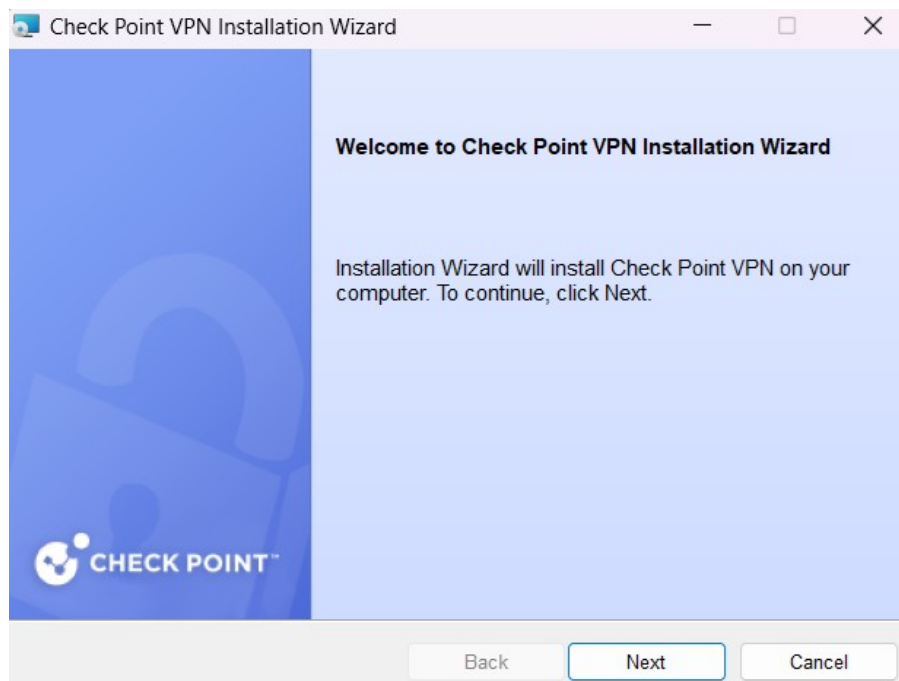 Check Point VPN Installation Wizard
Welcome to Check Point VPN Installation Wizard
Installation Wizard will install Check Point VPN on your
computer. To continue, click Next.
CHECK POINT™
Back
Next
Cancel